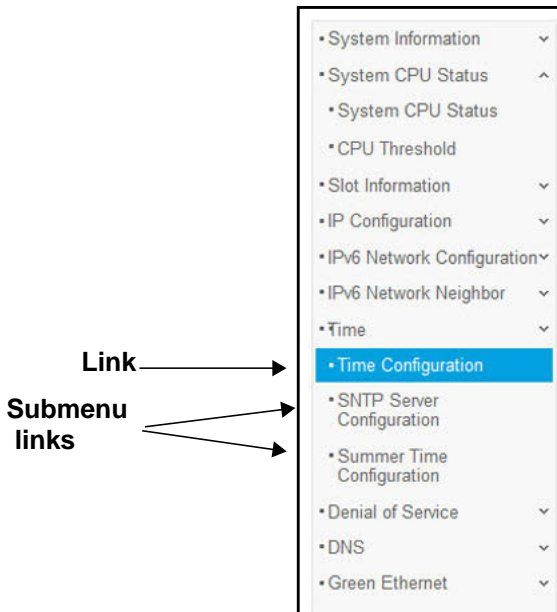 System Information
System CPU Status
System CPU Status
CPU Threshold
Slot Information
IP Configuration
IPv6 Network Configuration
IPv6 Network Neighbor
Time
Link
Time Configuration
Submenu
links
SNTP Server
Configuration
Summer Time
Configuration
Denial of Service
DNS
Green Ethernet